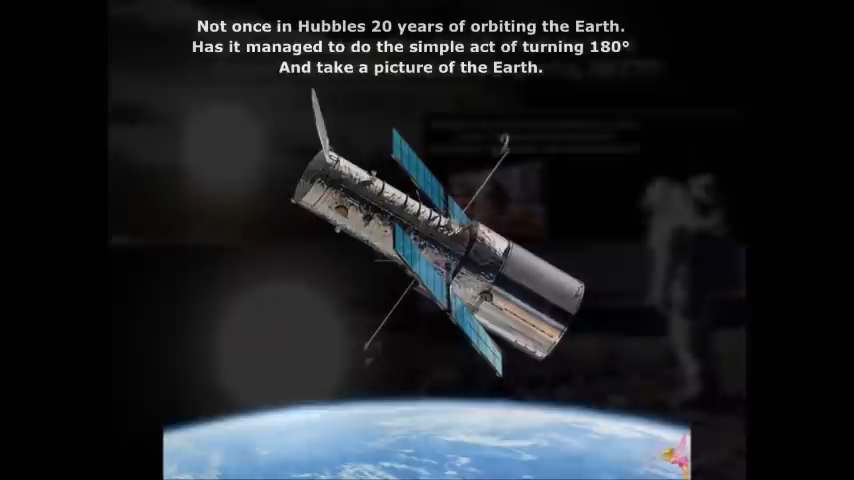 Not once in Hubbles 20 years of orbiting the Earth.
Has it managed to do the simple act of turning 180°
And take a picture of the Earth.